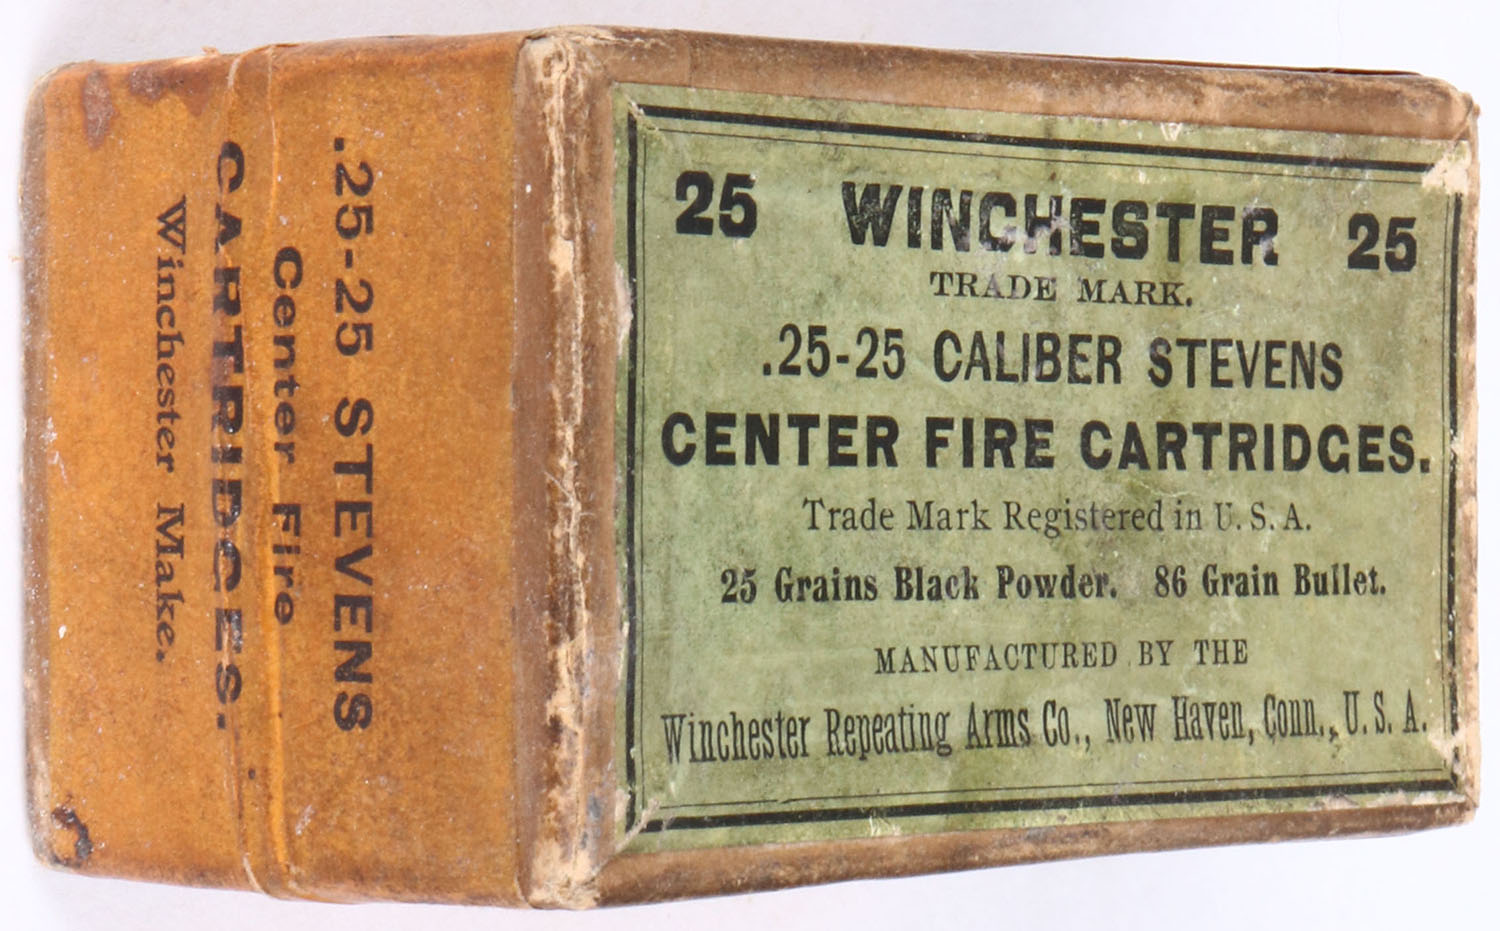 25 WINCHESTER 25
TRADE MARK.
.25-25 CALIBER STEVENS
CENTER FIRE CARTRIDGES.
Trade Mark Registered in U. S. A.
25 Grains Black Powder. 86 Grain Bullet.
MANUFACTURED BY THE
Winchester Repeating Arms Co., New Haven, Conn., U. S. A.
.25-25 STEVENS
Center Fire
CARTRIDGES.
Winchester Make.